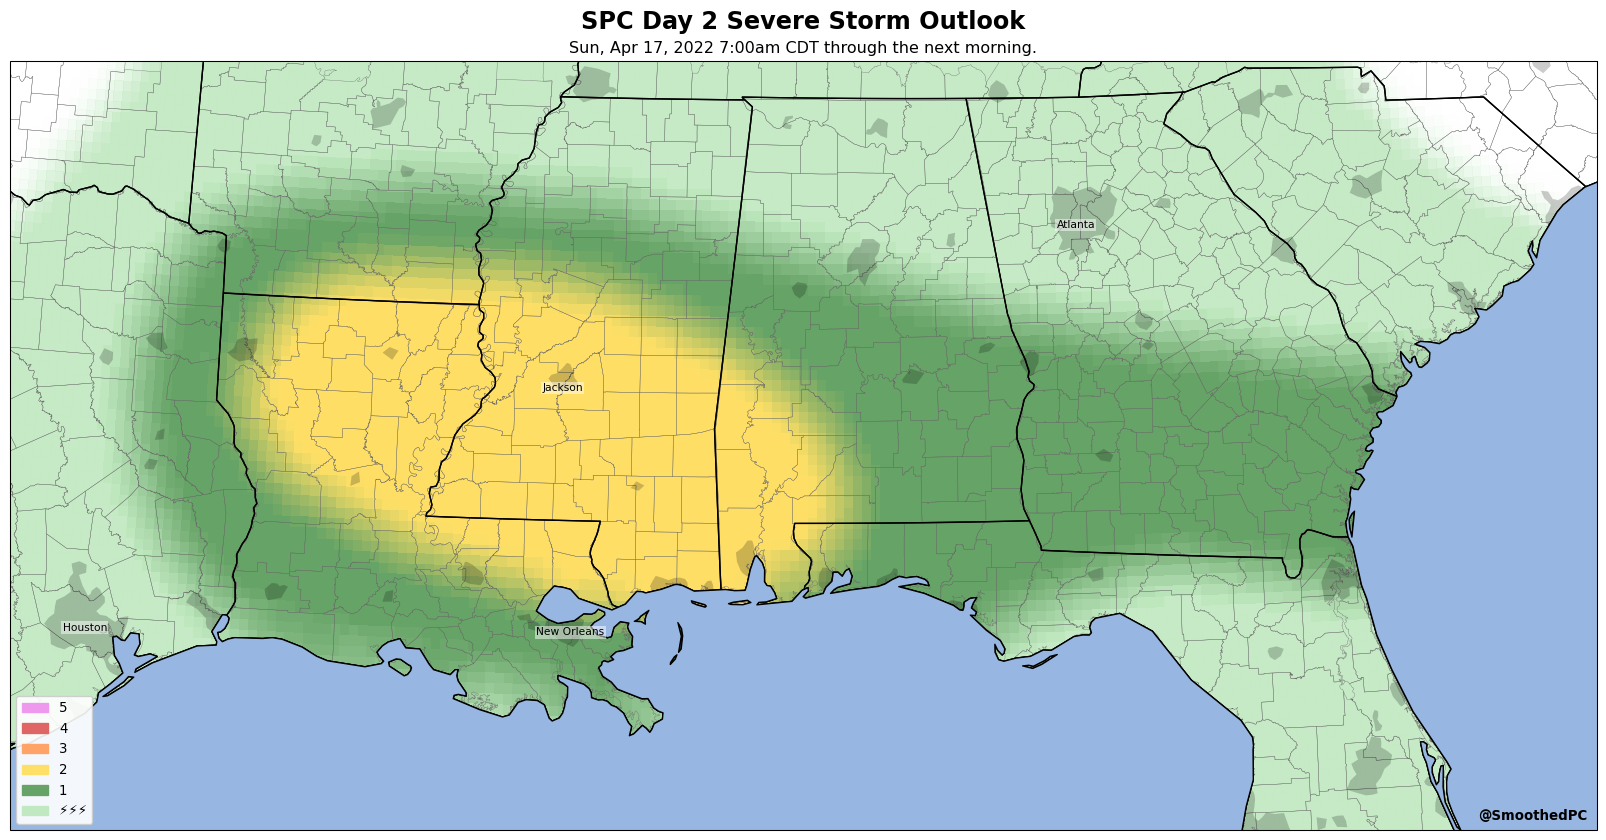 SPC Day 2 Severe Storm Outlook
Sun, Apr 17, 2022 7:00am CDT through the next morning.
Atlanta
Jackson
Houston
New Orleans
5
4
3
2
1
⚡⚡⚡
@SmoothedPC